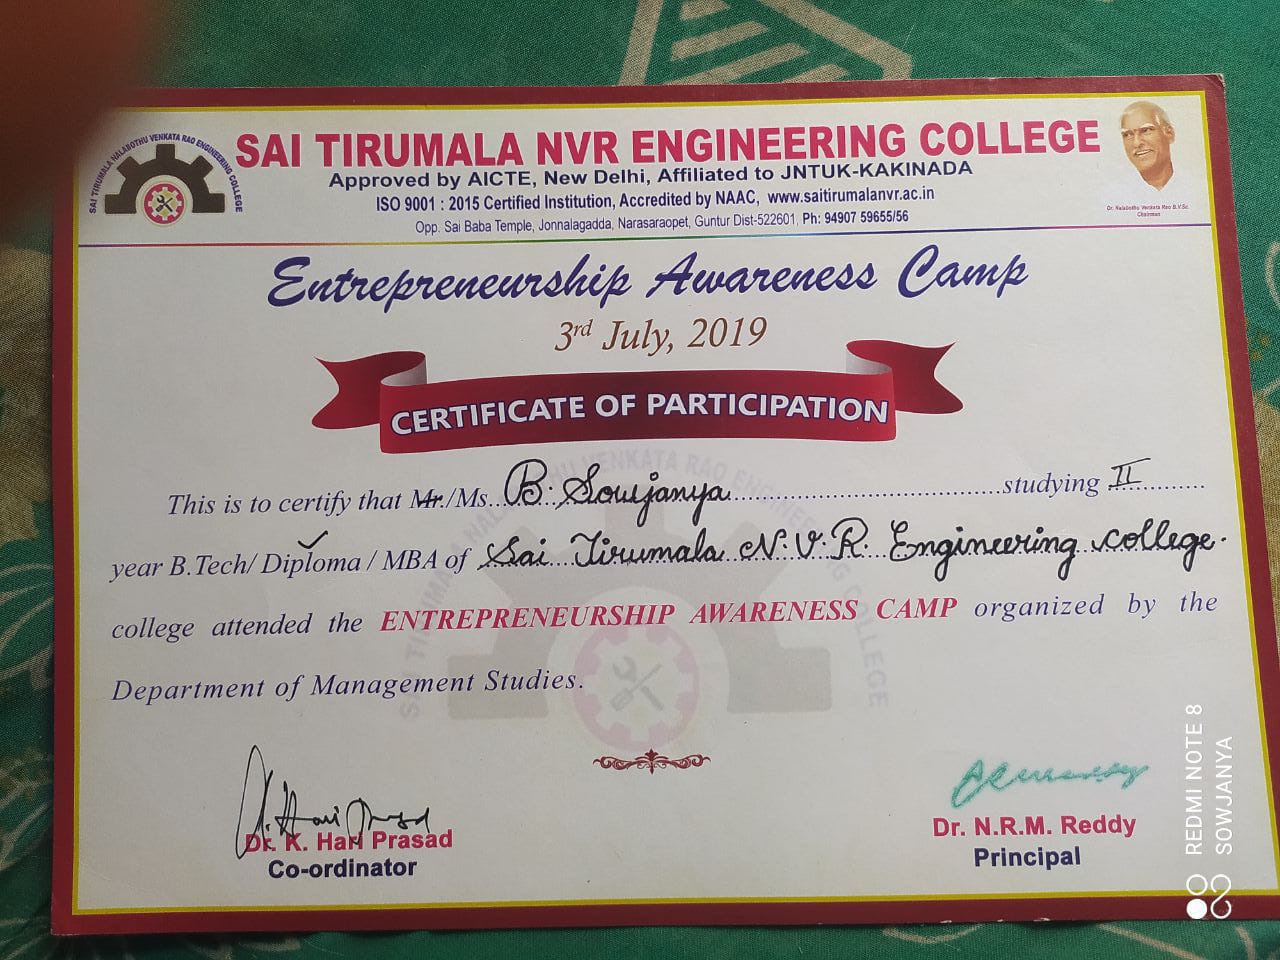 SAI TIRUMALA NALABOTHU VENKATA RAO ENGINEERING COLLEGE
SAI TIRUMALA NVR ENGINEERING COLLEGE
Approved by AICTE, New Delhi, Affiliated to JNTUK-KAKINADA
ISO 9001 : 2015 Certified Institution, Accredited by NAAC, www.saitirumalanvr.ac.in
Opp. Sai Baba Temple, Jonnalagadda, Narasaraopet, Guntur Dist-522601, Ph: 94907 59655/56
Dr. Nalabothu Venkata Rao B.V.Sc.
Chairman
Entrepreneurship Awareness Camp
3rd July, 2019
CERTIFICATE OF PARTICIPATION
This is to certify that Mr./Ms. B. Sowjanya studying II
year B.Tech/ Diploma / MBA of Sai Tirumala N.V.R. Engineering college.
college attended the ENTREPRENEURSHIP AWARENESS CAMP organized by the
Department of Management Studies.
K. Hari Prasad
Dr. K. Hari Prasad
Co-ordinator
Dr. N.R.M. Reddy
Principal
REDMI NOTE 8
SOWJANYA